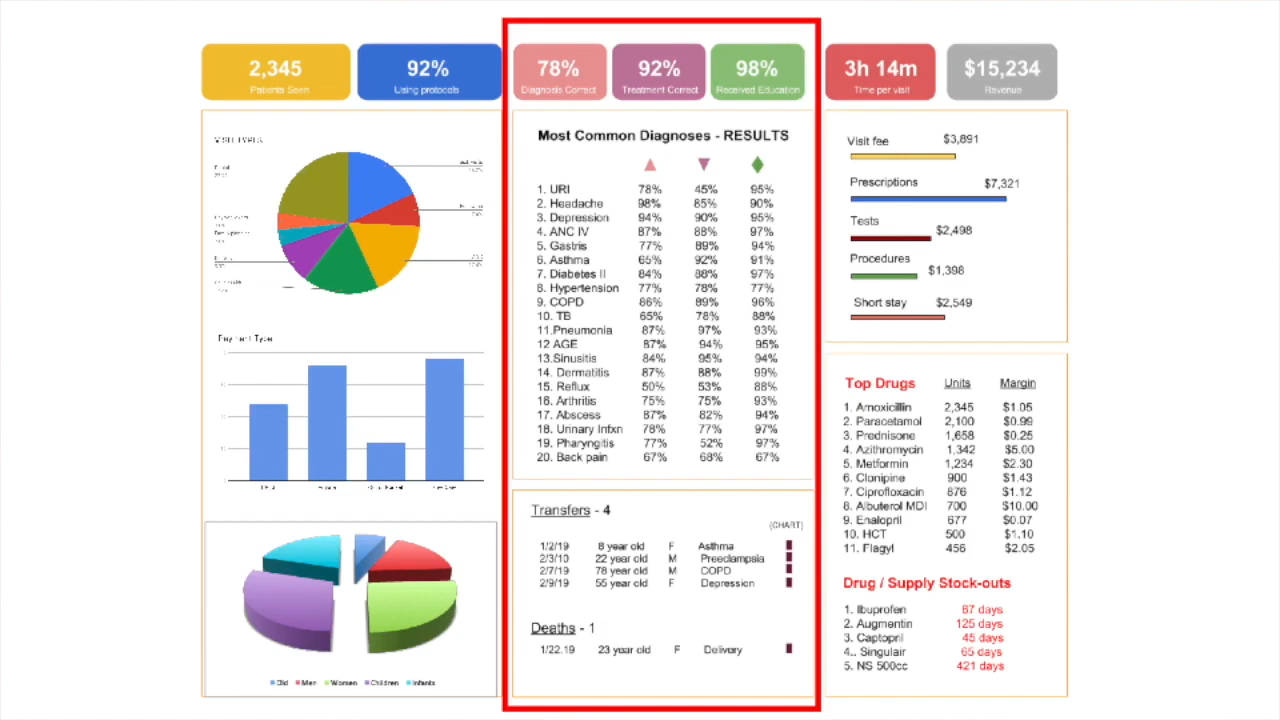 2,345
Patients Seen
92%
Using protocols
78%
Diagnosis Correct
92%
Treatment Correct
98%
Received Education
3h 14m
Time per visit
$15,234
Revenue
VISIT TYPES
Payment Type
Old Men Women Children Infants
Most Common Diagnoses - RESULTS
1. URI 78% 45% 95%
2. Headache 98% 85% 90%
3. Depression 94% 90% 95%
4. ANC IV 87% 88% 97%
5. Gastris 77% 89% 94%
6. Asthma 65% 92% 91%
7. Diabetes II 84% 88% 97%
8. Hypertension 77% 78% 77%
9. COPD 86% 89% 96%
10. TB 65% 78% 88%
11.Pneumonia 87% 97% 93%
12 AGE 87% 94% 95%
13.Sinusitis 84% 95% 94%
14. Dermatitis 87% 88% 99%
15. Reflux 50% 53% 88%
16. Arthritis 75% 75% 93%
17. Abscess 87% 82% 94%
18. Urinary Infxn 78% 77% 97%
19. Pharyngitis 77% 52% 97%
20. Back pain 67% 68% 67%
Transfers - 4
(CHART)
1/2/19 8 year old F Asthma
2/3/10 22 year old M Preeclampsia
2/7/19 78 year old M COPD
2/9/19 55 year old F Depression
Deaths - 1
1/22.19 23 year old F Delivery
Visit fee $3,891
Prescriptions $7,321
Tests $2,498
Procedures $1,398
Short stay $2,549
Top Drugs Units Margin
1. Amoxicillin 2,345 $1.05
2. Paracetamol 2,100 $0.99
3. Prednisone 1,658 $0.25
4. Azithromycin 1,342 $5.00
5. Metformin 1,234 $2.30
6. Clonipine 900 $1.43
7. Ciprofloxacin 876 $1.12
8. Albuterol MDI 700 $10.00
9. Enalopril 677 $0.07
10. HCT 500 $1.10
11. Flagyl 456 $2.05
Drug / Supply Stock-outs
1. Ibuprofen 67 days
2. Augmentin 125 days
3. Captopril 45 days
4.. Singulair 65 days
5. NS 500cc 421 days